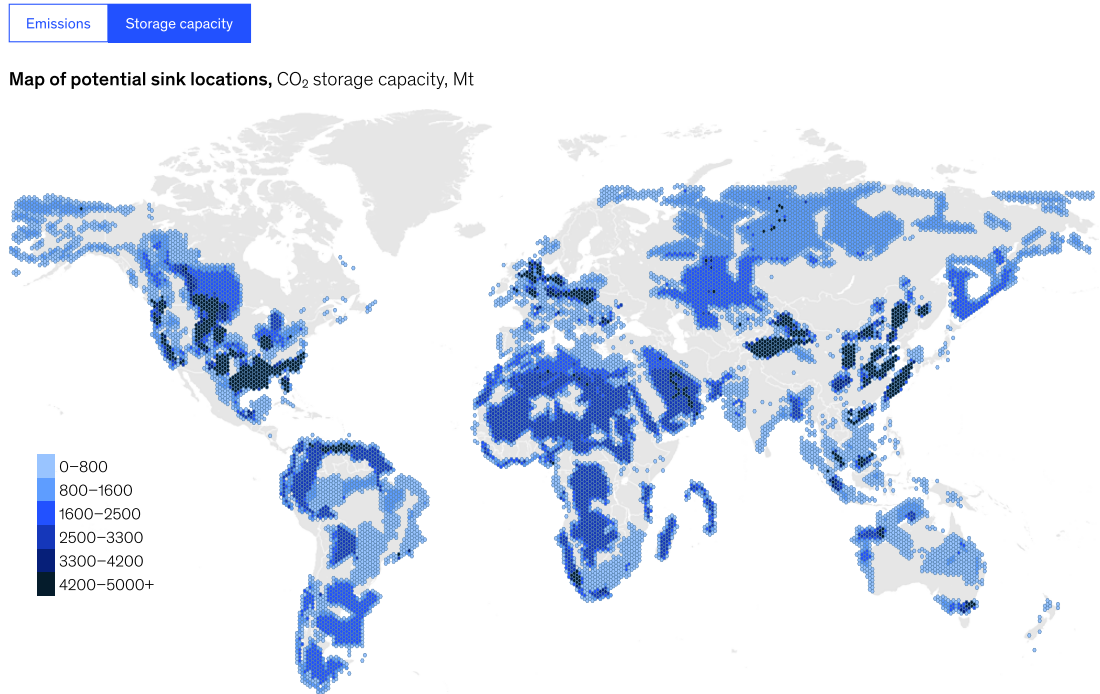 Emissions
Storage capacity
Map of potential sink locations, CO₂ storage capacity, Mt
0–800
800–1600
1600–2500
2500–3300
3300–4200
4200–5000+